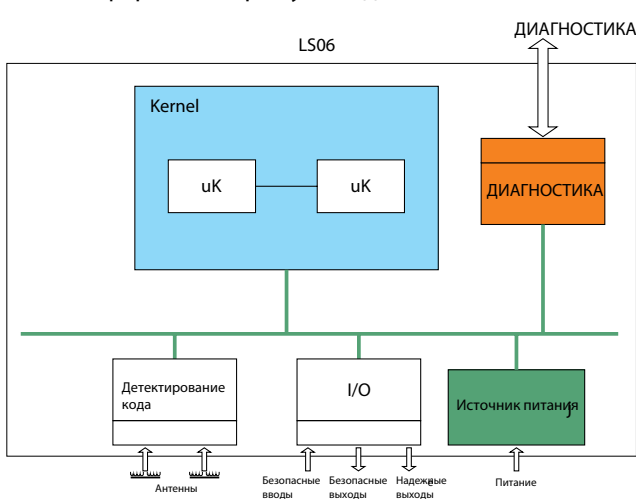 ДИАГНОСТИКА
LS06
Kernel
uK
uK
ДИАГНОСТИКА
Детектирование
кода
I/O
Источник питания
Антенны
Безопасные
вводы
Безопасные
выходы
Надежные
выходы
Питание